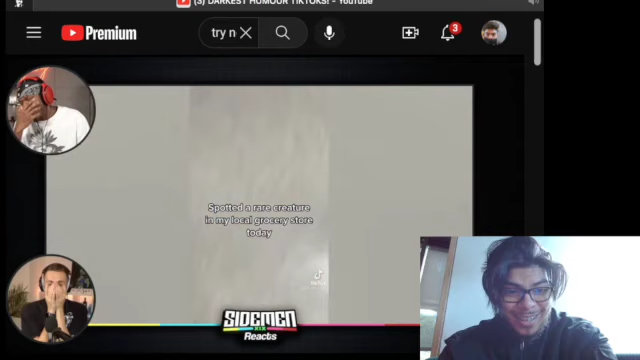 (3) DARKEST HUMOUR TIKTOKS! - YouTube
Premium
try n
3
Spotted a rare creature
in my local grocery store
today
SIDEMEN
XIX
Reacts